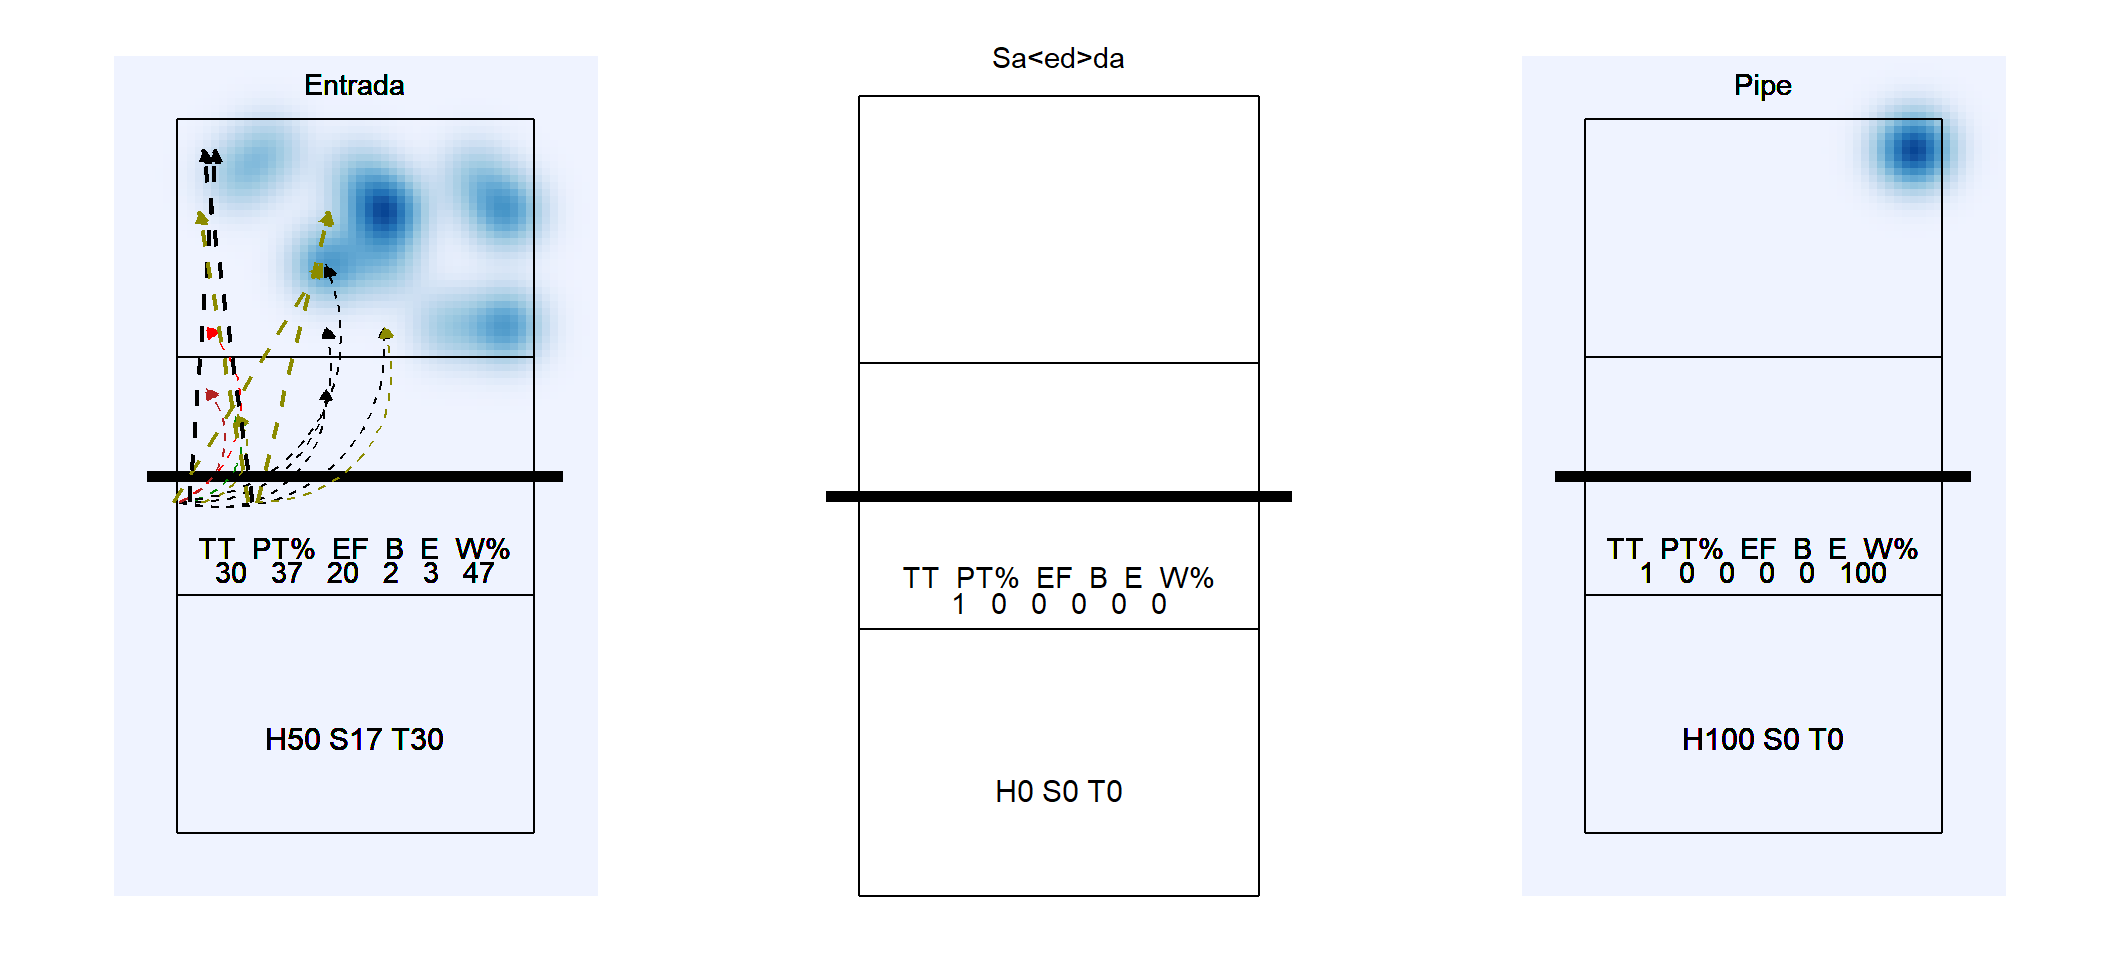 Entrada
TT PT% EF B E W%
30 37 20 2 3 47
H50 S17 T30
Sa<ed>da
TT PT% EF B E W%
1 0 0 0 0 0
H0 S0 T0
Pipe
TT PT% EF B E W%
1 0 0 0 0 100
H100 S0 T0